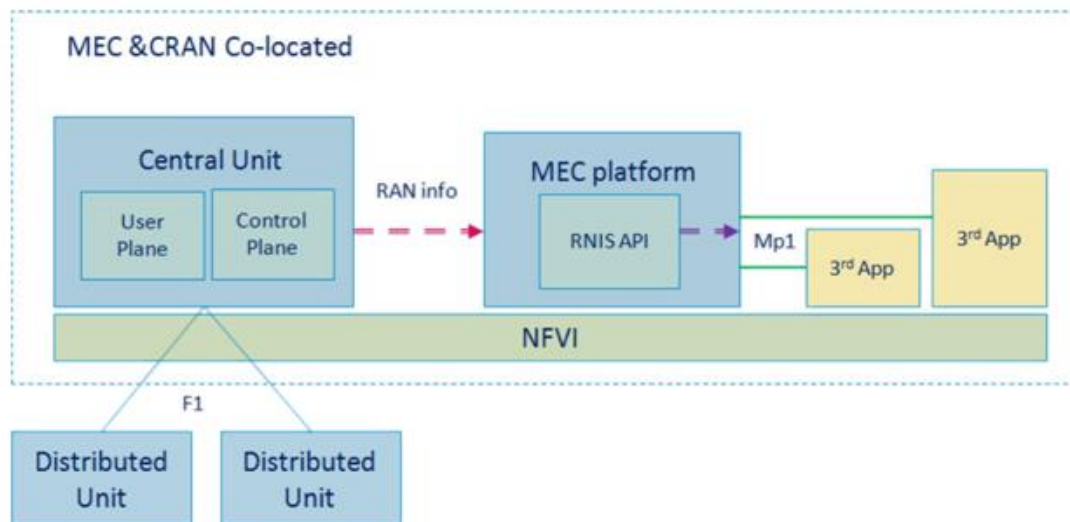 MEC &CRAN Co-located
Central Unit
User
Plane
Control
Plane
RAN info
MEC platform
RNIS API
Mp1
3rd App
3rd App
NFVI
F1
Distributed
Unit
Distributed
Unit